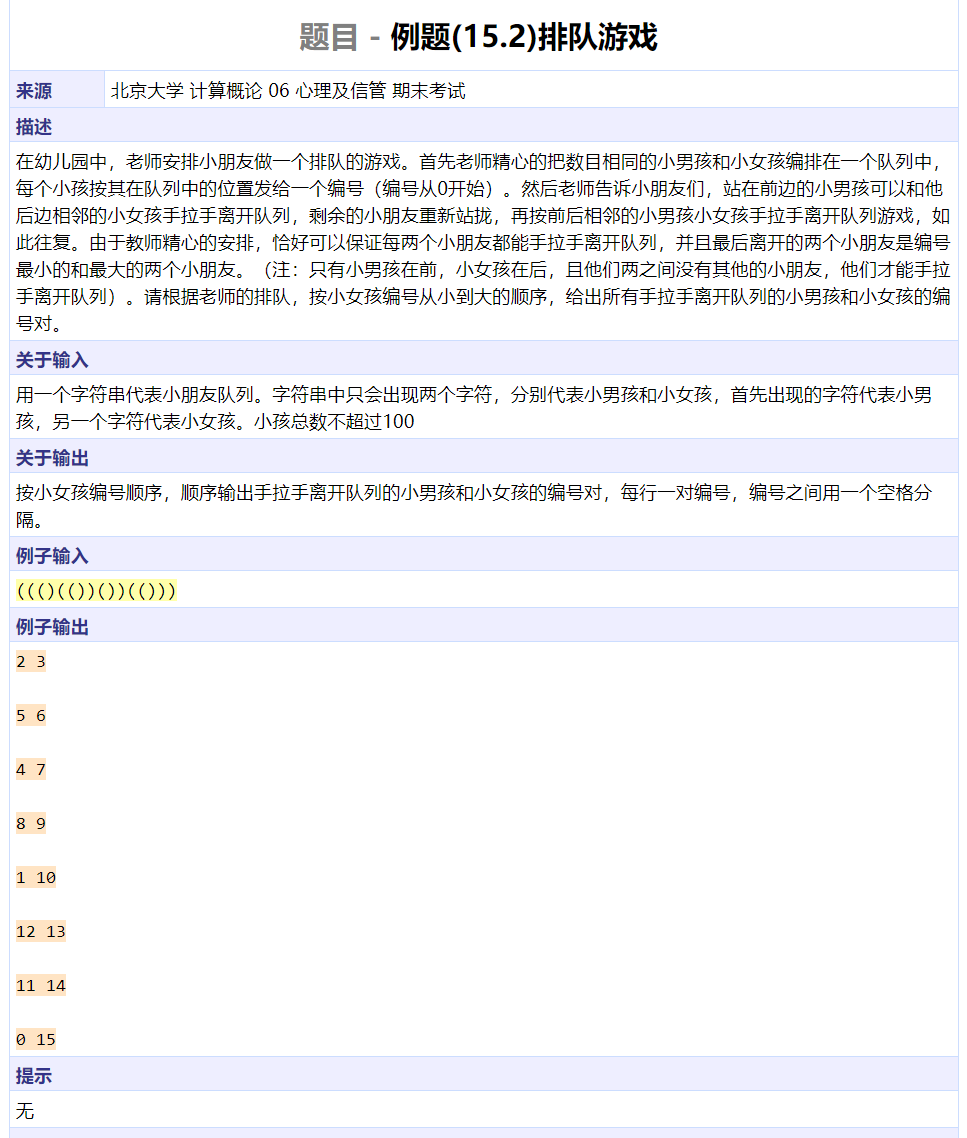 题目 - 例题(15.2)排队游戏
来源 北京大学 计算概论 06 心理及信管 期末考试
描述
在幼儿园中，老师安排小朋友做一个排队的游戏。首先老师精心的把数目相同的小男孩和小女孩编排在一个队列中，
每个小孩按其在队列中的位置发给一个编号（编号从0开始）。然后老师告诉小朋友们，站在前边的小男孩可以和他
后边相邻的小女孩手拉手离开队列，剩余的小朋友重新站拢，再按前后相邻的小男孩小女孩手拉手离开队列游戏，如
此往复。由于教师精心的安排，恰好可以保证每两个小朋友都能手拉手离开队列，并且最后离开的两个小朋友是编号
最小的和最大的两个小朋友。（注：只有小男孩在前，小女孩在后，且他们两之间没有其他的小朋友，他们才能手拉
手离开队列）。请根据老师的排队，按小女孩编号从小到大的顺序，给出所有手拉手离开队列的小男孩和小女孩的编
号对。
关于输入
用一个字符串代表小朋友队列。字符串中只会出现两个字符，分别代表小男孩和小女孩，首先出现的字符代表小男
孩，另一个字符代表小女孩。小孩总数不超过100
关于输出
按小女孩编号顺序，顺序输出手拉手离开队列的小男孩和小女孩的编号对，每行一对编号，编号之间用一个空格分
隔。
例子输入
((()(())())(()))
例子输出
2 3
5 6
4 7
8 9
1 10
12 13
11 14
0 15
提示
无